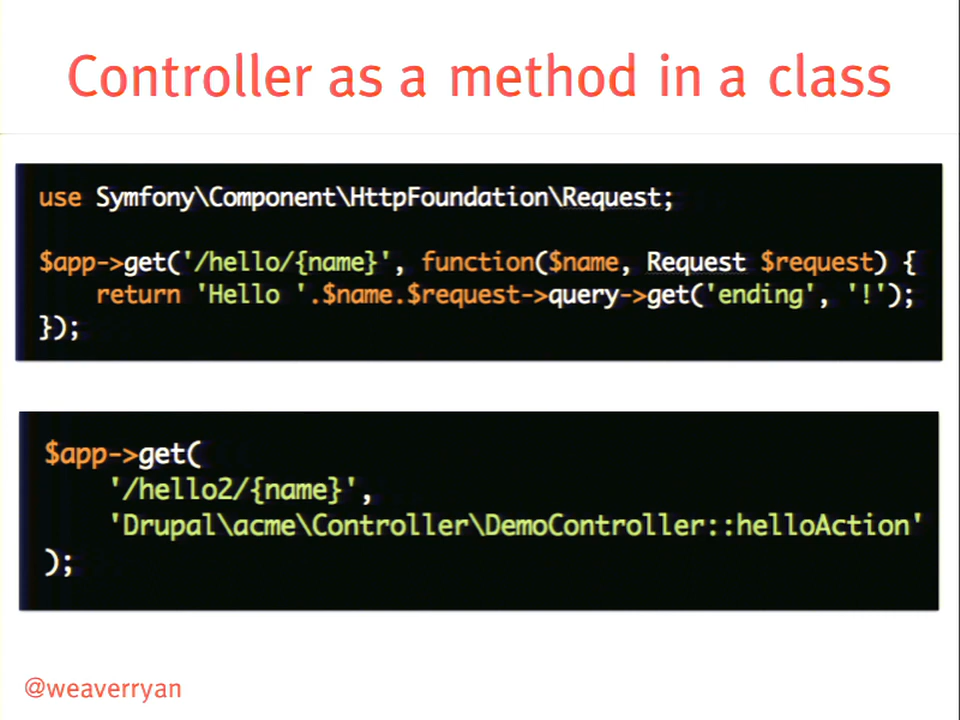 Controller as a method in a class
use Symfony\Component\HttpFoundation\Request;
$app->get('/hello/{name}', function($name, Request $request) {
    return 'Hello '.$name.$request->query->get('ending', '!');
});
$app->get(
    '/hello2/{name}',
    'Drupal\acme\Controller\DemoController::helloAction'
);
@weaverryan